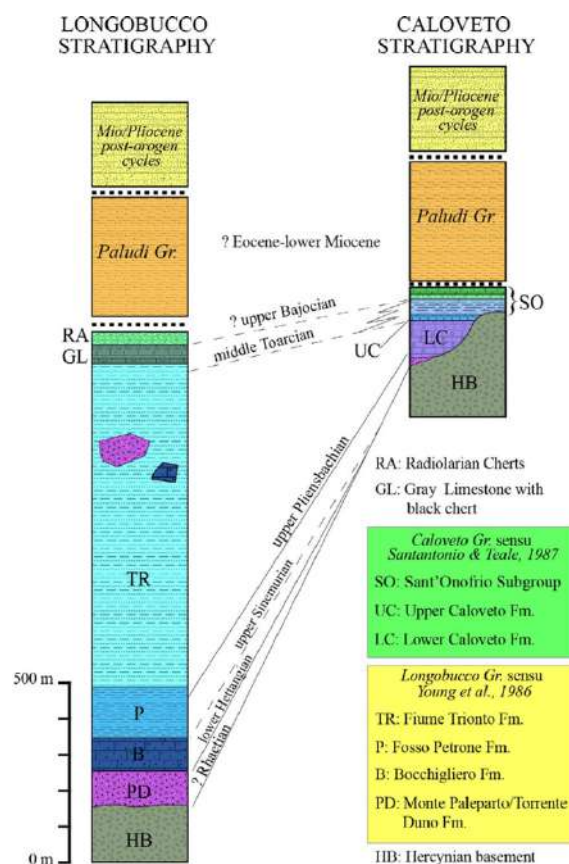 LONGOBUCCO
STRATIGRAPHY
CALOVETO
STRATIGRAPHY
Mio/Pliocene
post-orogen
cycles
Mio/Pliocene
post-orogen
cycles
Paludi Gr.
? Eocene-lower Miocene
Paludi Gr.
RA
GL
? upper Bajocian
middle Toarcian
SO
UC
LC
HB
TR
upper Pliensbachian
upper Sinemurian
lower Hettangian
? Rhaetian
500 m
P
B
PD
HB
0 m
RA: Radiolarian Cherts
GL: Gray Limestone with
black chert
Caloveto Gr. sensu
Santantonio & Teale, 1987
SO: Sant'Onofrio Subgroup
UC: Upper Caloveto Fm.
LC: Lower Caloveto Fm.
Longobucco Gr. sensu
Young et al., 1986
TR: Fiume Trionto Fm.
P: Fosso Petrone Fm.
B: Bocchigliero Fm.
PD: Monte Paleparto/Torrente
Duno Fm.
HB: Hercynian basement